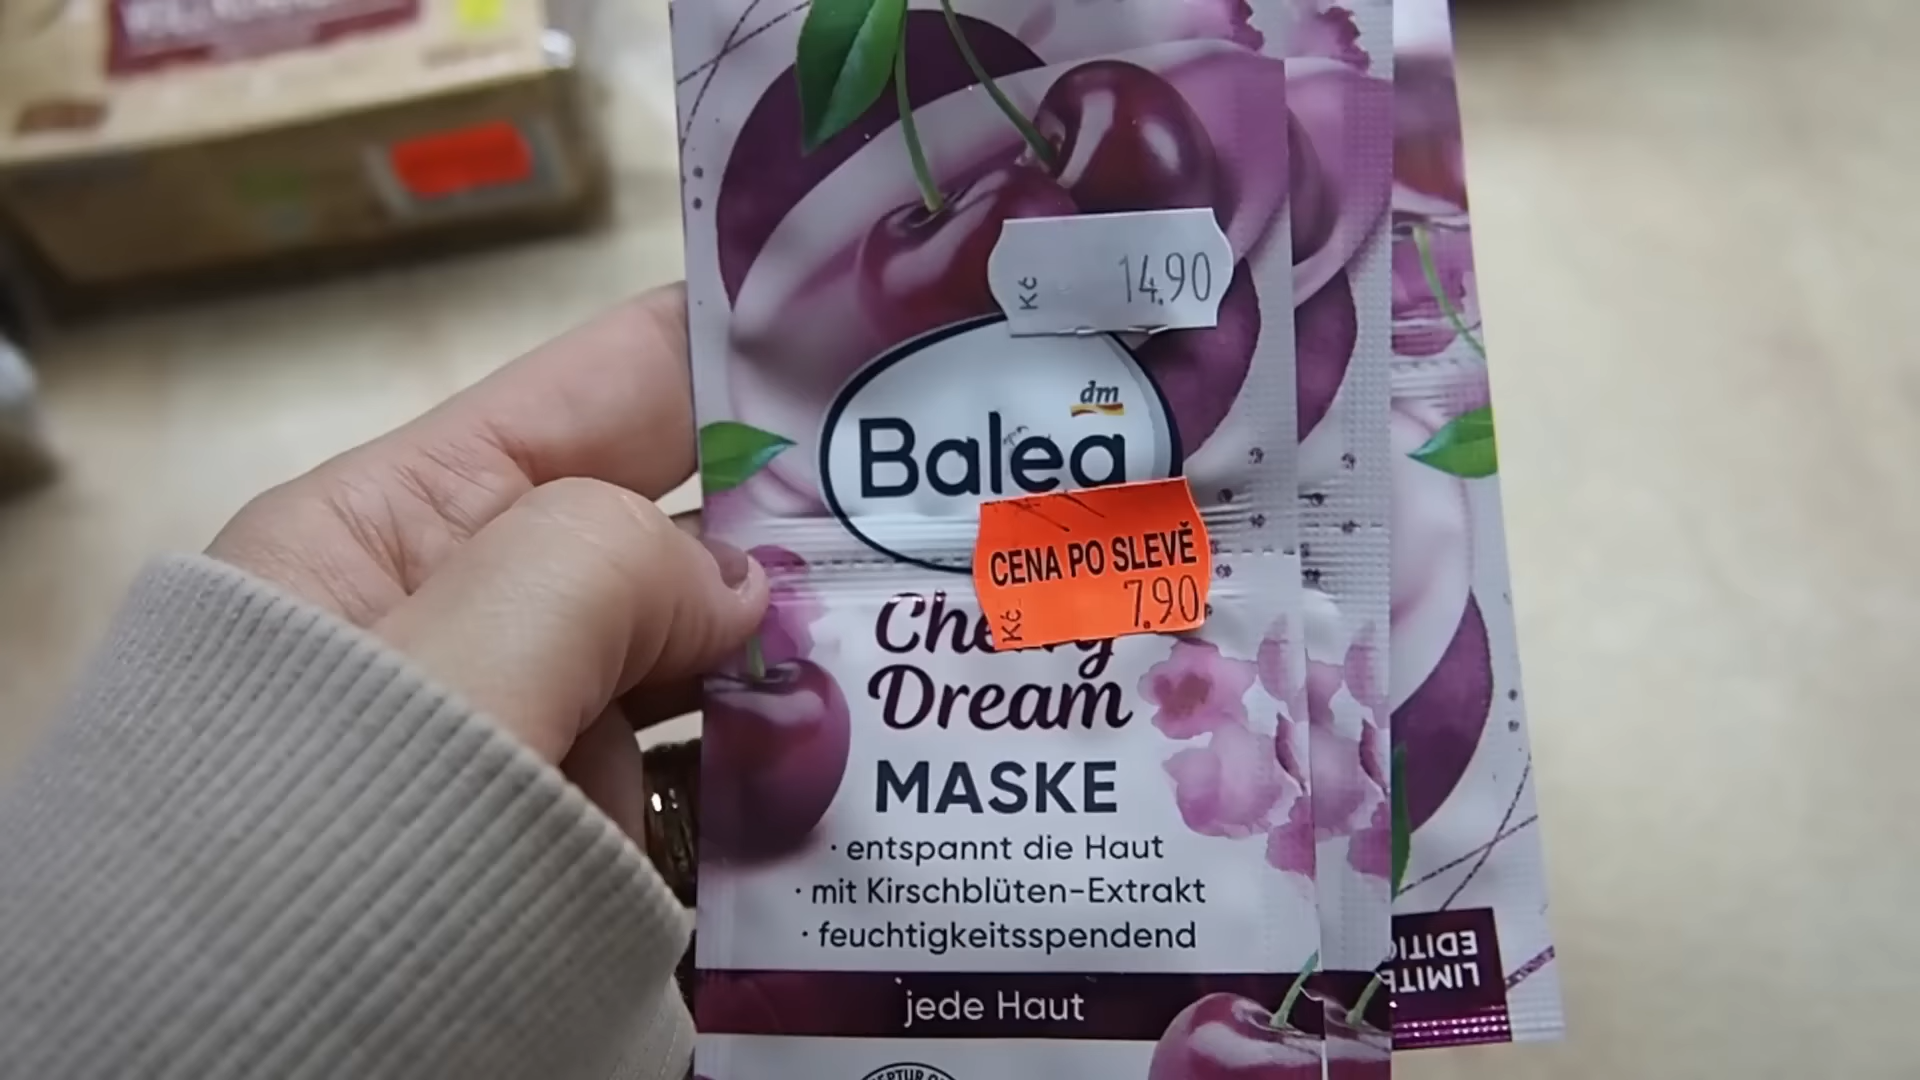 Kč 14.90
dm
Balea
CENA PO SLEVĚ
Kč 7.90
Dream
MASKE
· entspannt die Haut
· mit Kirschblüten-Extrakt
· feuchtigkeitsspendend
jede Haut